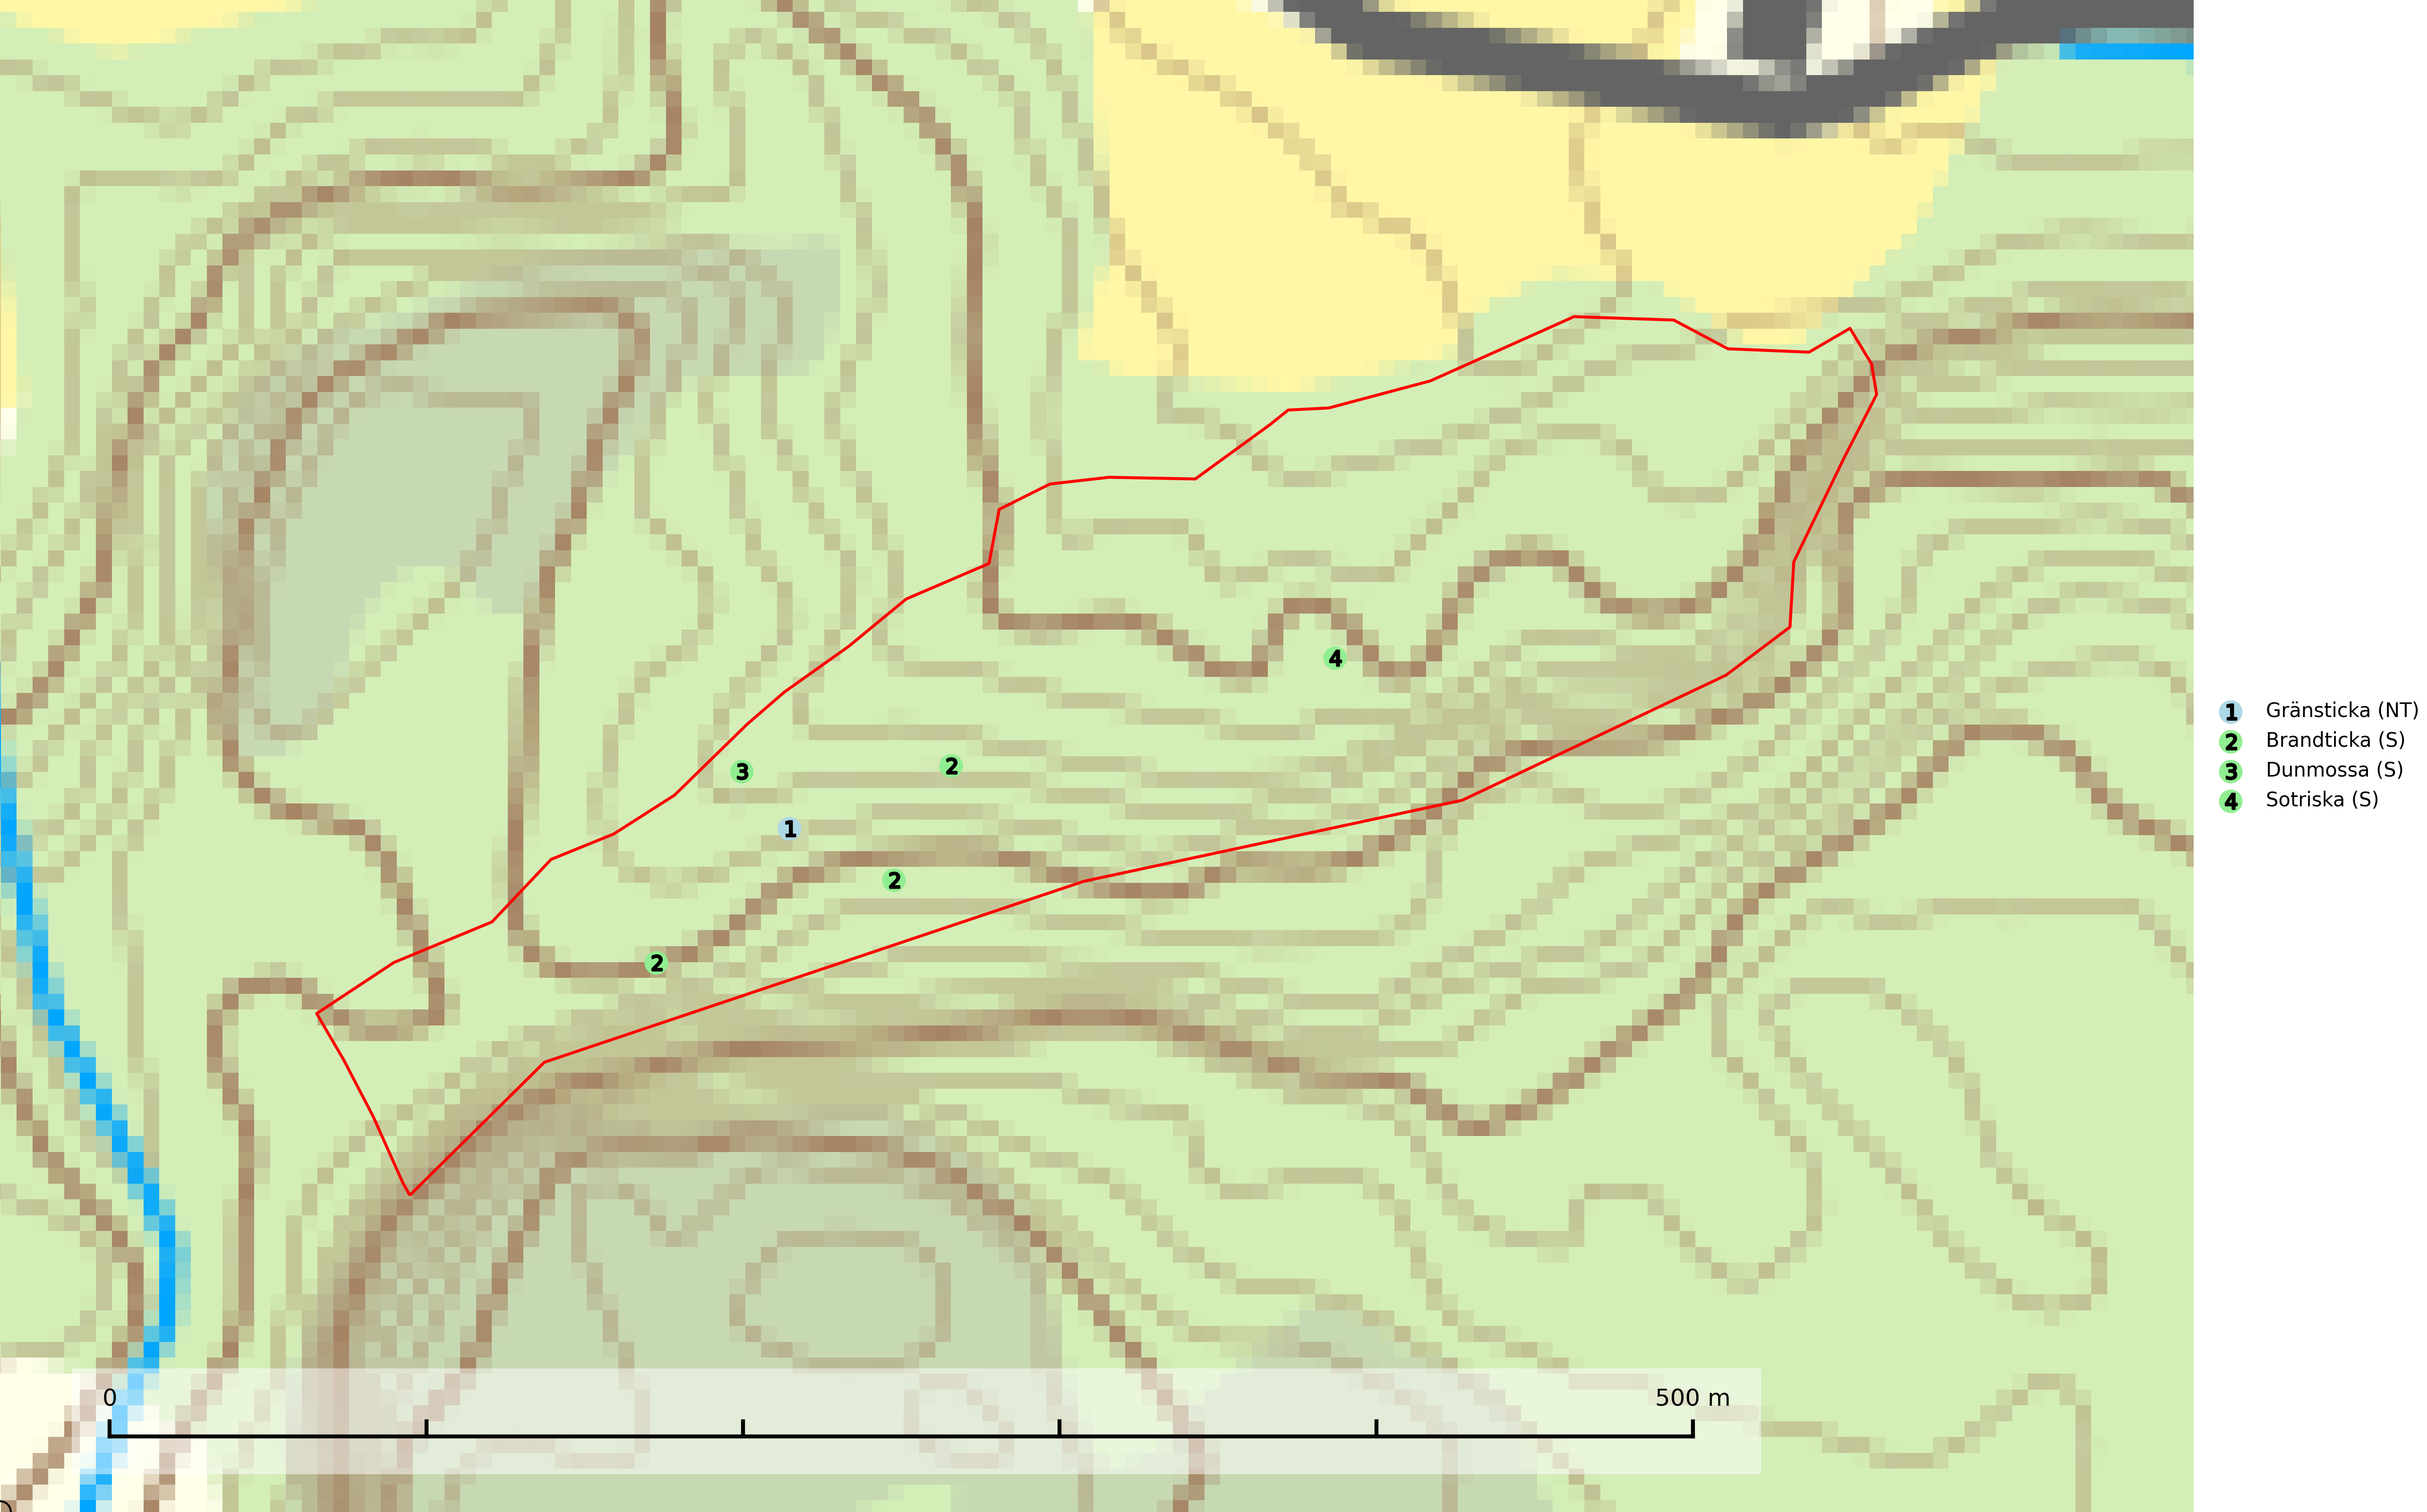 4
3
2
1
2
2
1 Gränsticka (NT)
2 Brandticka (S)
3 Dunmossa (S)
4 Sotriska (S)
0 500 m